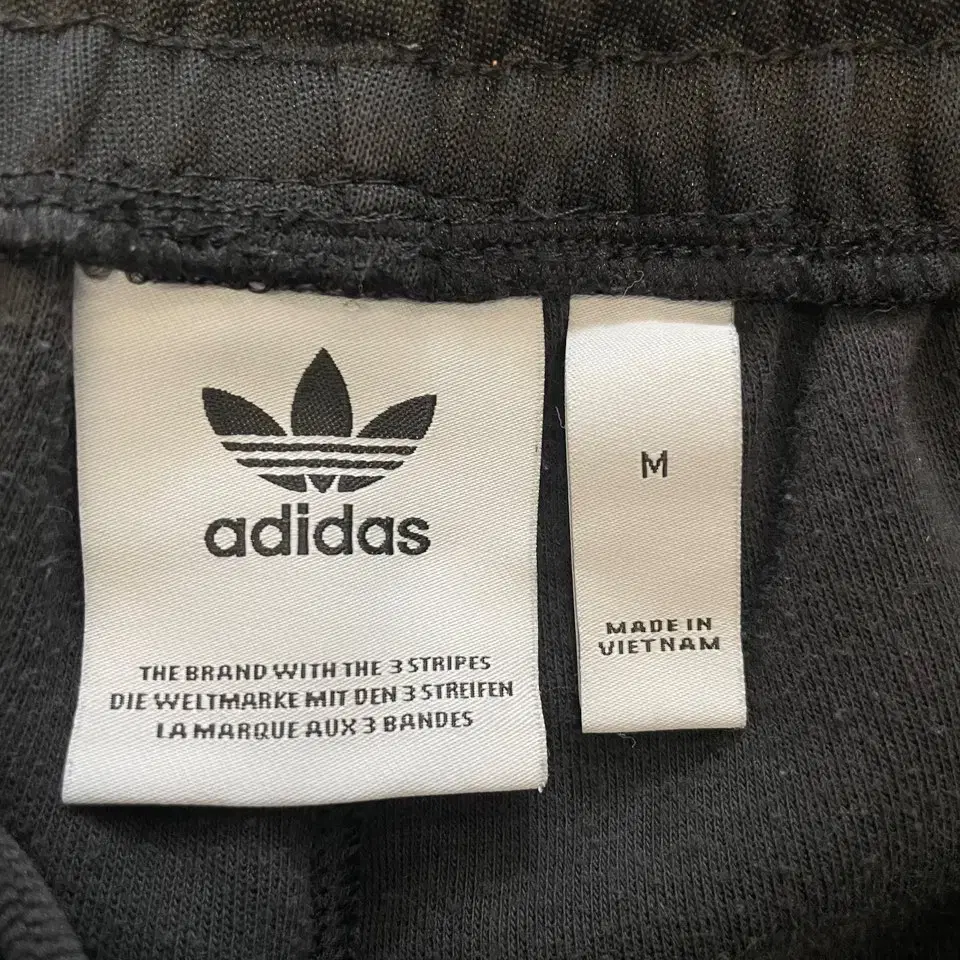 adidas
THE BRAND WITH THE 3 STRIPES
DIE WELTMARKE MIT DEN 3 STREIFEN
LA MARQUE AUX 3 BANDES
M
MADE IN
VIETNAM